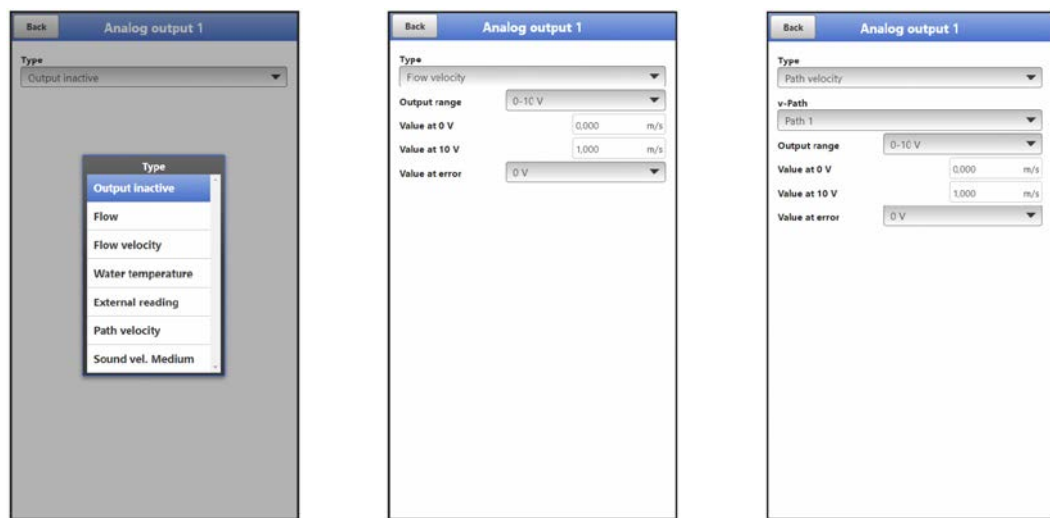 Back Analog output 1
Type
Output inactive
Type
Output inactive
Flow
Flow velocity
Water temperature
External reading
Path velocity
Sound vel. Medium
Back Analog output 1
Type
Flow velocity
Output range 0-10 V
Value at 0 V 0,000 m/s
Value at 10 V 1,000 m/s
Value at error 0 V
Back Analog output 1
Type
Path velocity
v-Path
Path 1
Output range 0-10 V
Value at 0 V 0,000 m/s
Value at 10 V 1,000 m/s
Value at error 0 V